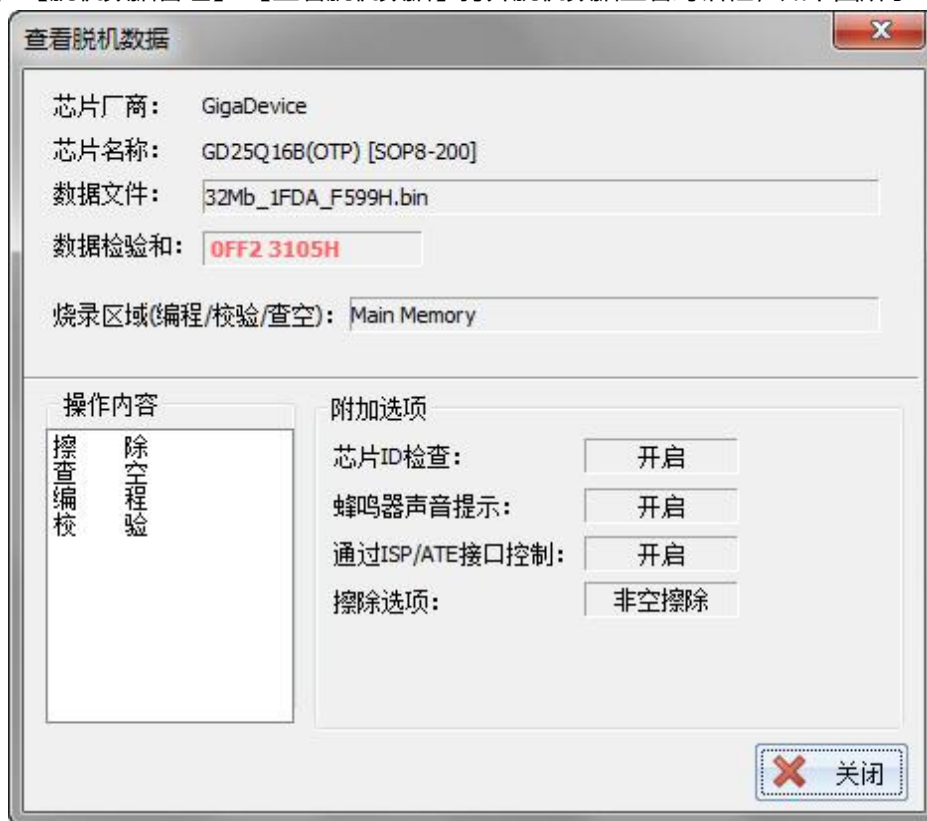 查看脱机数据
芯片厂商： GigaDevice
芯片名称： GD25Q16B(OTP) [SOP8-200]
数据文件： 32Mb_1FDA_F599H.bin
数据检验和： 0FF2 3105H
烧录区域(编程/校验/查空)： Main Memory
操作内容
擦 除
查 空
编 程
校 验
附加选项
芯片ID检查： 开启
蜂鸣器声音提示： 开启
通过ISP/ATE接口控制： 开启
擦除选项： 非空擦除
关闭